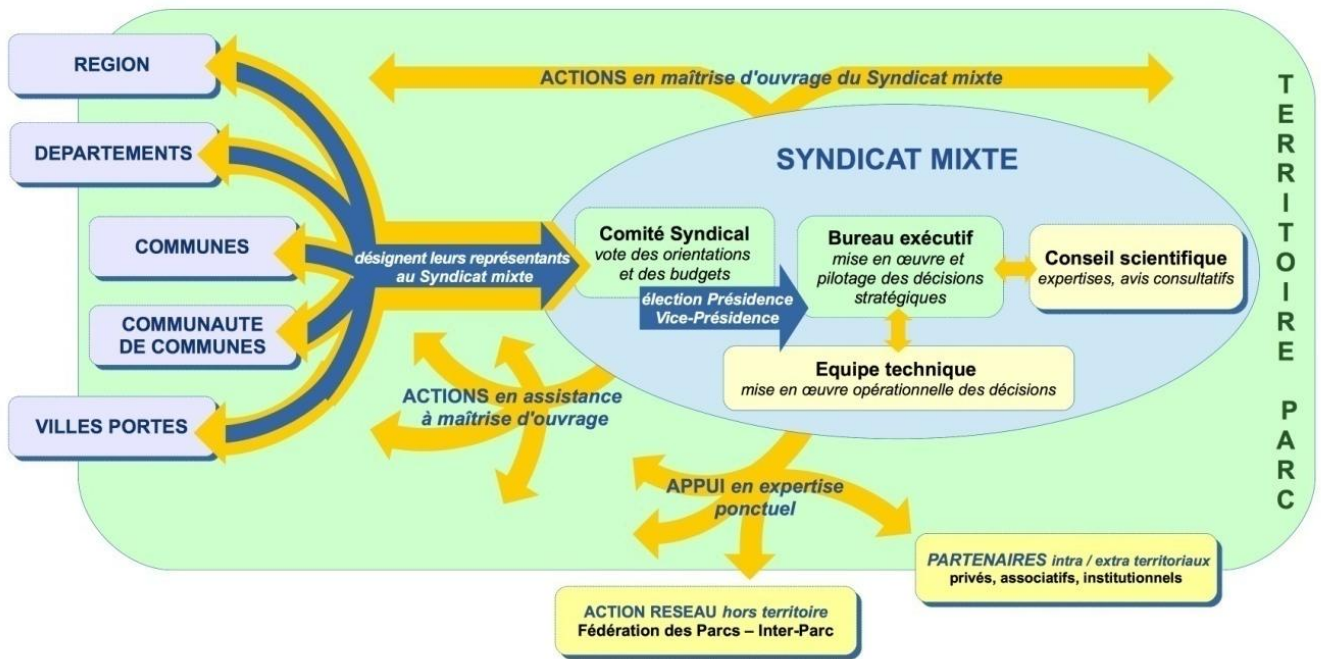 REGION
DEPARTEMENTS
COMMUNES
COMMUNAUTE
DE COMMUNES
VILLES PORTES
désignent leurs représentants
au Syndicat mixte
ACTIONS en maîtrise d'ouvrage du Syndicat mixte
SYNDICAT MIXTE
Comité Syndical
vote des orientations
et des budgets
élection Présidence
Vice-Présidence
Bureau exécutif
mise en œuvre et
pilotage des décisions
stratégiques
Conseil scientifique
expertises, avis consultatifs
Equipe technique
mise en œuvre opérationnelle des décisions
ACTIONS en assistance
à maîtrise d'ouvrage
APPUI en expertise
ponctuel
PARTENAIRES intra / extra territoriaux
privés, associatifs, institutionnels
ACTION RESEAU hors territoire
Fédération des Parcs – Inter-Parc
TERRITOIRE PARC